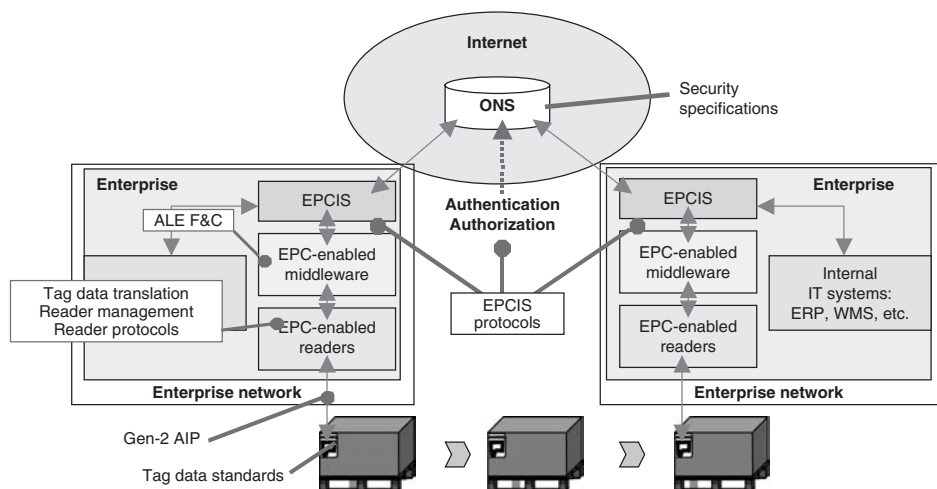 Internet
ONS
Security
specifications
Enterprise
EPCIS
ALE F&C
EPC-enabled
middleware
Tag data translation
Reader management
Reader protocols
EPC-enabled
readers
Enterprise network
Authentication
Authorization
EPCIS
protocols
Enterprise
EPCIS
EPC-enabled
middleware
Internal
IT systems:
ERP, WMS, etc.
EPC-enabled
readers
Enterprise network
Gen-2 AIP
Tag data standards